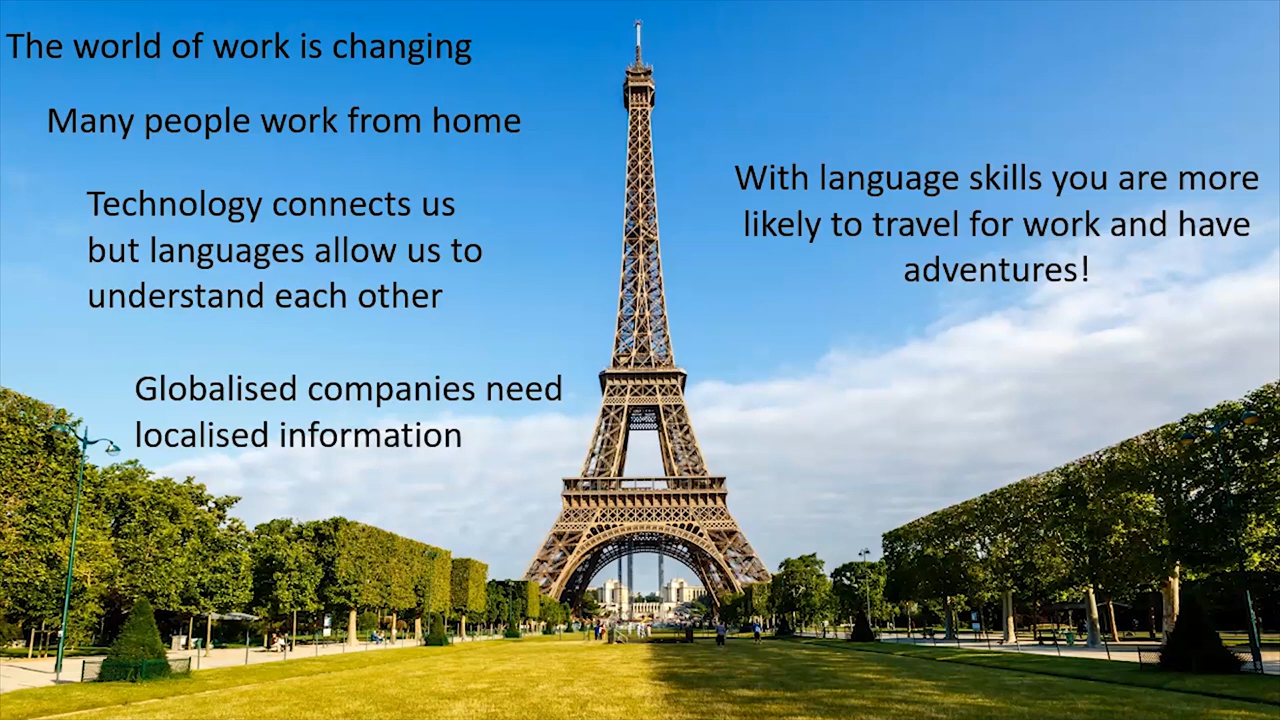 The world of work is changing
Many people work from home
Technology connects us
but languages allow us to
understand each other
Globalised companies need
localised information
With language skills you are more
likely to travel for work and have
adventures!